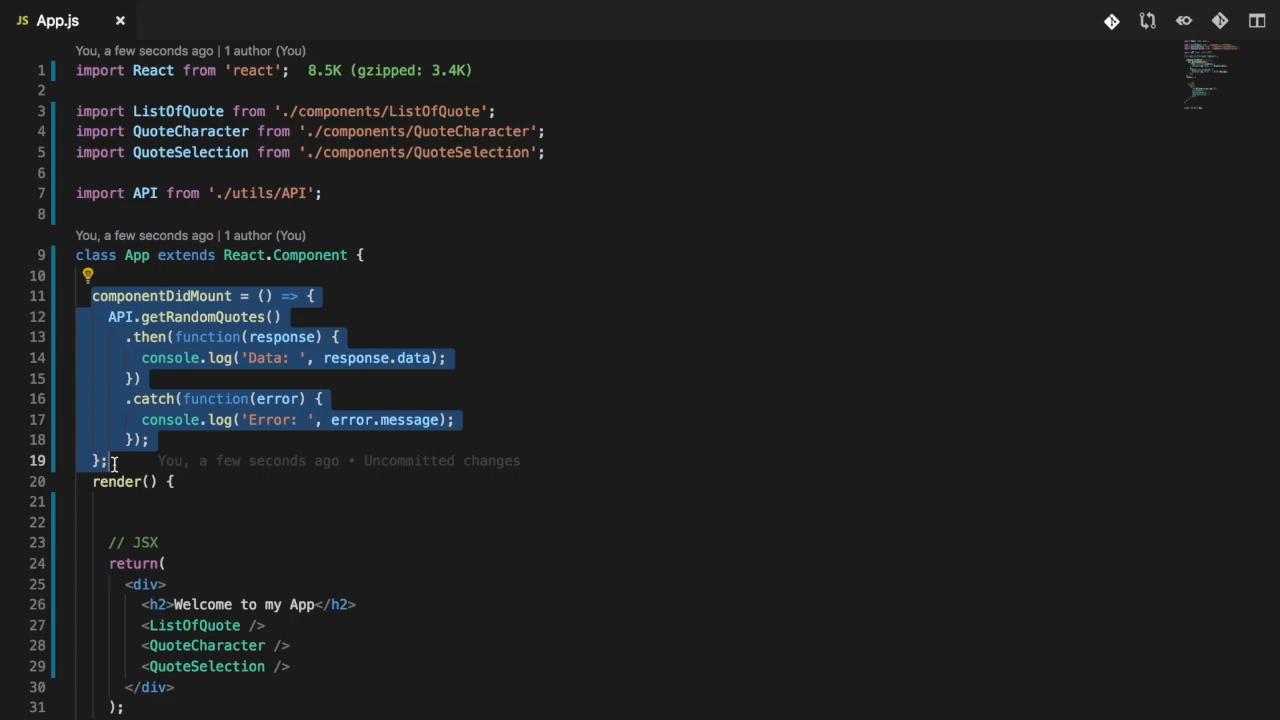 JS App.js ×
You, a few seconds ago | 1 author (You)
1 import React from 'react'; 8.5K (gzipped: 3.4K)
2
3 import ListOfQuote from './components/ListOfQuote';
4 import QuoteCharacter from './components/QuoteCharacter';
5 import QuoteSelection from './components/QuoteSelection';
6
7 import API from './utils/API';
8
You, a few seconds ago | 1 author (You)
9 class App extends React.Component {
10
11 componentDidMount = () => {
12 API.getRandomQuotes()
13 .then(function(response) {
14 console.log('Data: ', response.data);
15 })
16 .catch(function(error) {
17 console.log('Error: ', error.message);
18 });
19 }; You, a few seconds ago • Uncommitted changes
20 render() {
21
22
23 // JSX
24 return(
25 <div>
26 <h2>Welcome to my App</h2>
27 <ListOfQuote />
28 <QuoteCharacter />
29 <QuoteSelection />
30 </div>
31 );